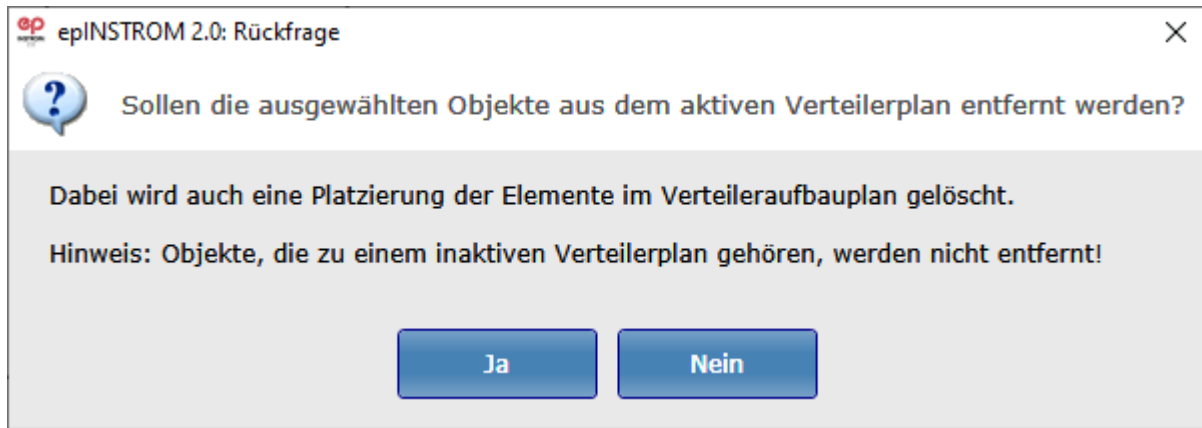 ep
epINSTROM 2.0: Rückfrage
Sollen die ausgewählten Objekte aus dem aktiven Verteilerplan entfernt werden?
Dabei wird auch eine Platzierung der Elemente im Verteileraufbauplan gelöscht.
Hinweis: Objekte, die zu einem inaktiven Verteilerplan gehören, werden nicht entfernt!
Ja
Nein